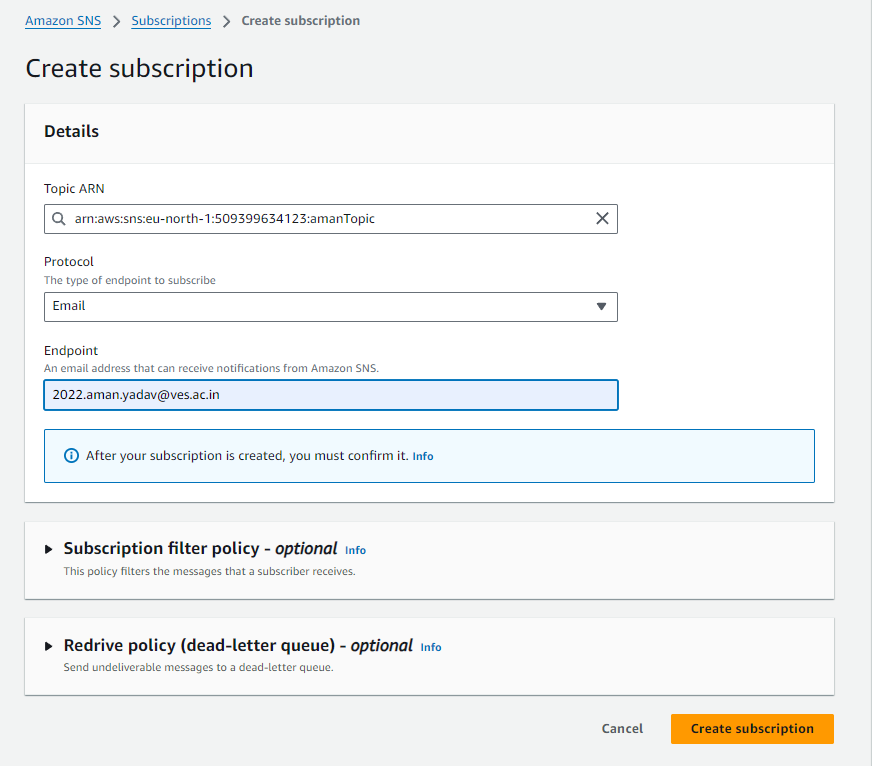 Amazon SNS > Subscriptions > Create subscription
Create subscription
Details
Topic ARN
arn:aws:sns:eu-north-1:509399634123:amanTopic
Protocol
The type of endpoint to subscribe
Email
Endpoint
An email address that can receive notifications from Amazon SNS.
2022.aman.yadav@ves.ac.in
After your subscription is created, you must confirm it. Info
Subscription filter policy - optional Info
This policy filters the messages that a subscriber receives.
Redrive policy (dead-letter queue) - optional Info
Send undeliverable messages to a dead-letter queue.
Cancel Create subscription